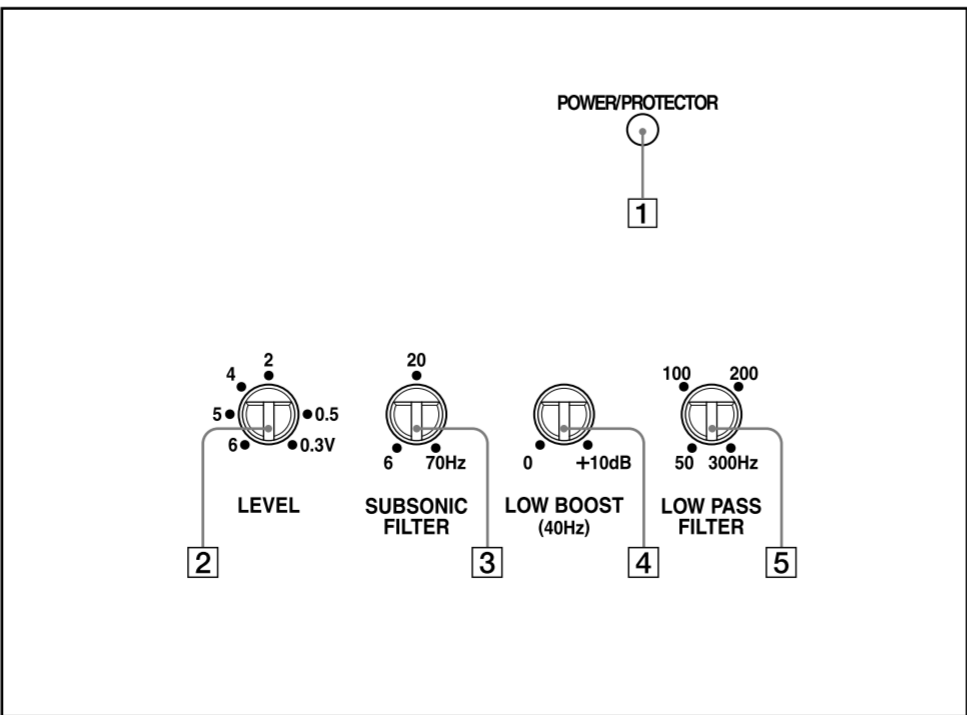 POWER/PROTECTOR
1
2
4
5
6
0.5
0.3V
LEVEL
2
20
6
70Hz
SUBSONIC
FILTER
3
0
+10dB
LOW BOOST
(40Hz)
4
100
200
50
300Hz
LOW PASS
FILTER
5